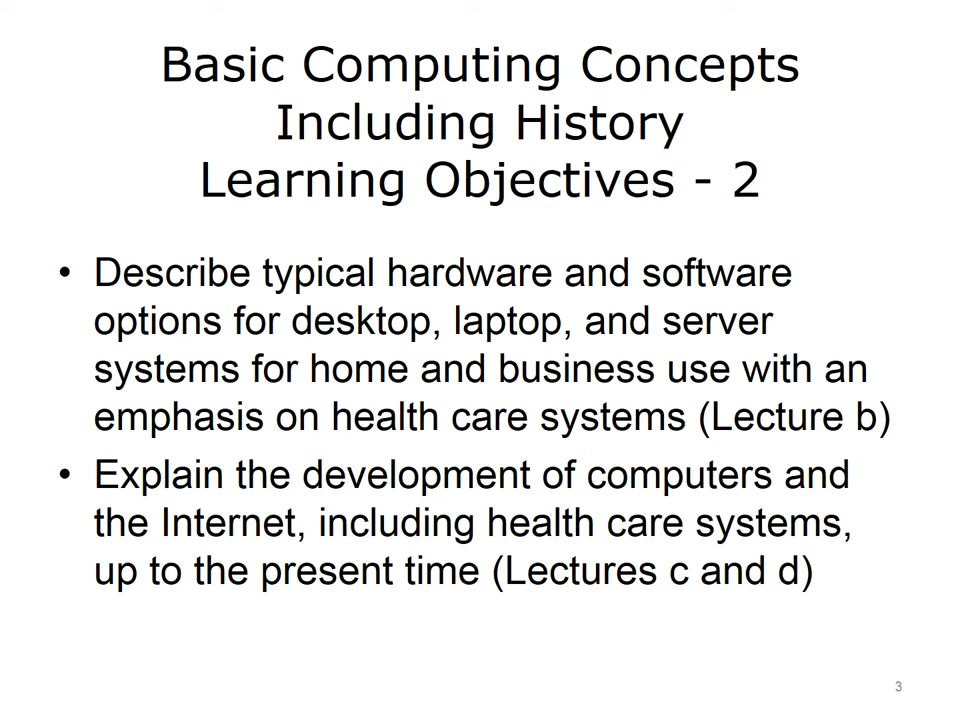 Basic Computing Concepts
Including History
Learning Objectives - 2
• Describe typical hardware and software
options for desktop, laptop, and server
systems for home and business use with an
emphasis on health care systems (Lecture b)
• Explain the development of computers and
the Internet, including health care systems,
up to the present time (Lectures c and d)
3